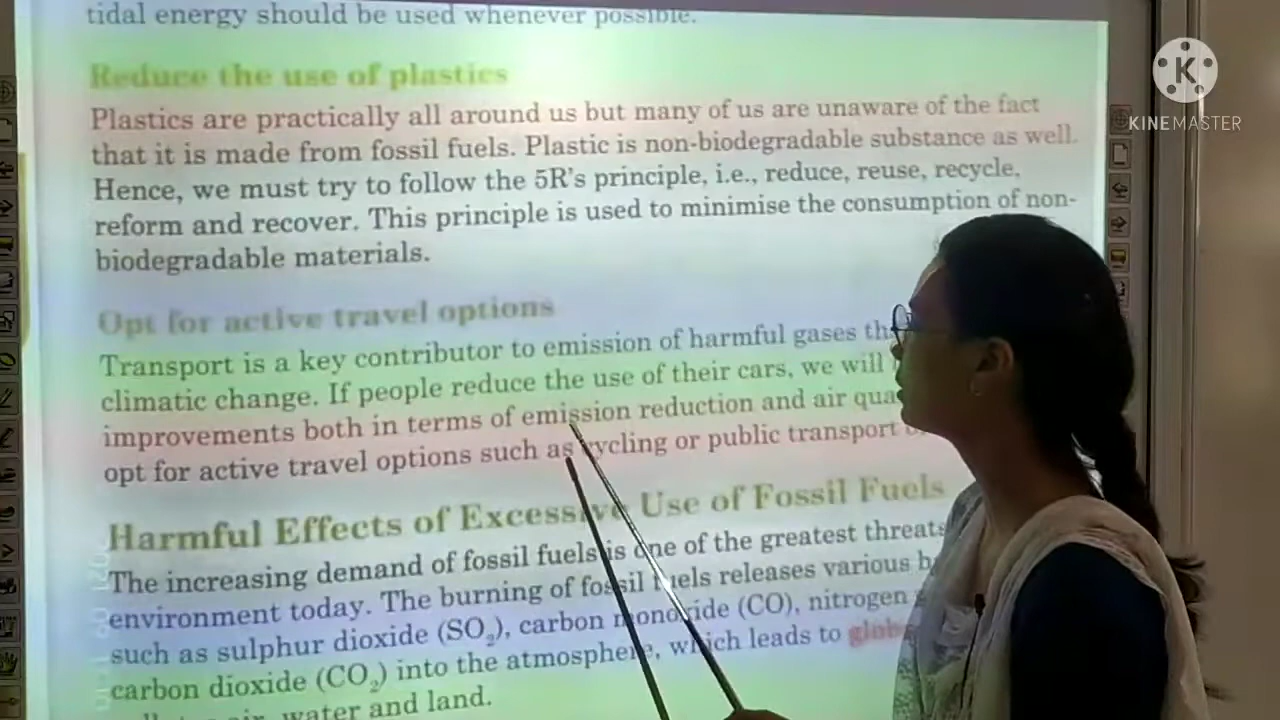 tidal energy should be used whenever possible.
Reduce the use of plastics
Plastics are practically all around us but many of us are unaware of the fact
that it is made from fossil fuels. Plastic is non-biodegradable substance as well.
Hence, we must try to follow the 5R's principle, i.e., reduce, reuse, recycle,
reform and recover. This principle is used to minimise the consumption of non-
biodegradable materials.
Opt for active travel options
Transport is a key contributor to emission of harmful gases
climatic change. If people reduce the use of their cars, we will
improvements both in terms of emission reduction and air
opt for active travel options such as cycling or public transport
Harmful Effects of Excessive Use of Fossil Fuels
The increasing demand of fossil fuels is one of the greatest threats
environment today. The burning of fossil fuels releases various
such as sulphur dioxide (SO₂), carbon monoxide (CO), nitrogen
carbon dioxide (CO₂) into the atmosphere, which leads to
air, water and land.
KINEMASTER